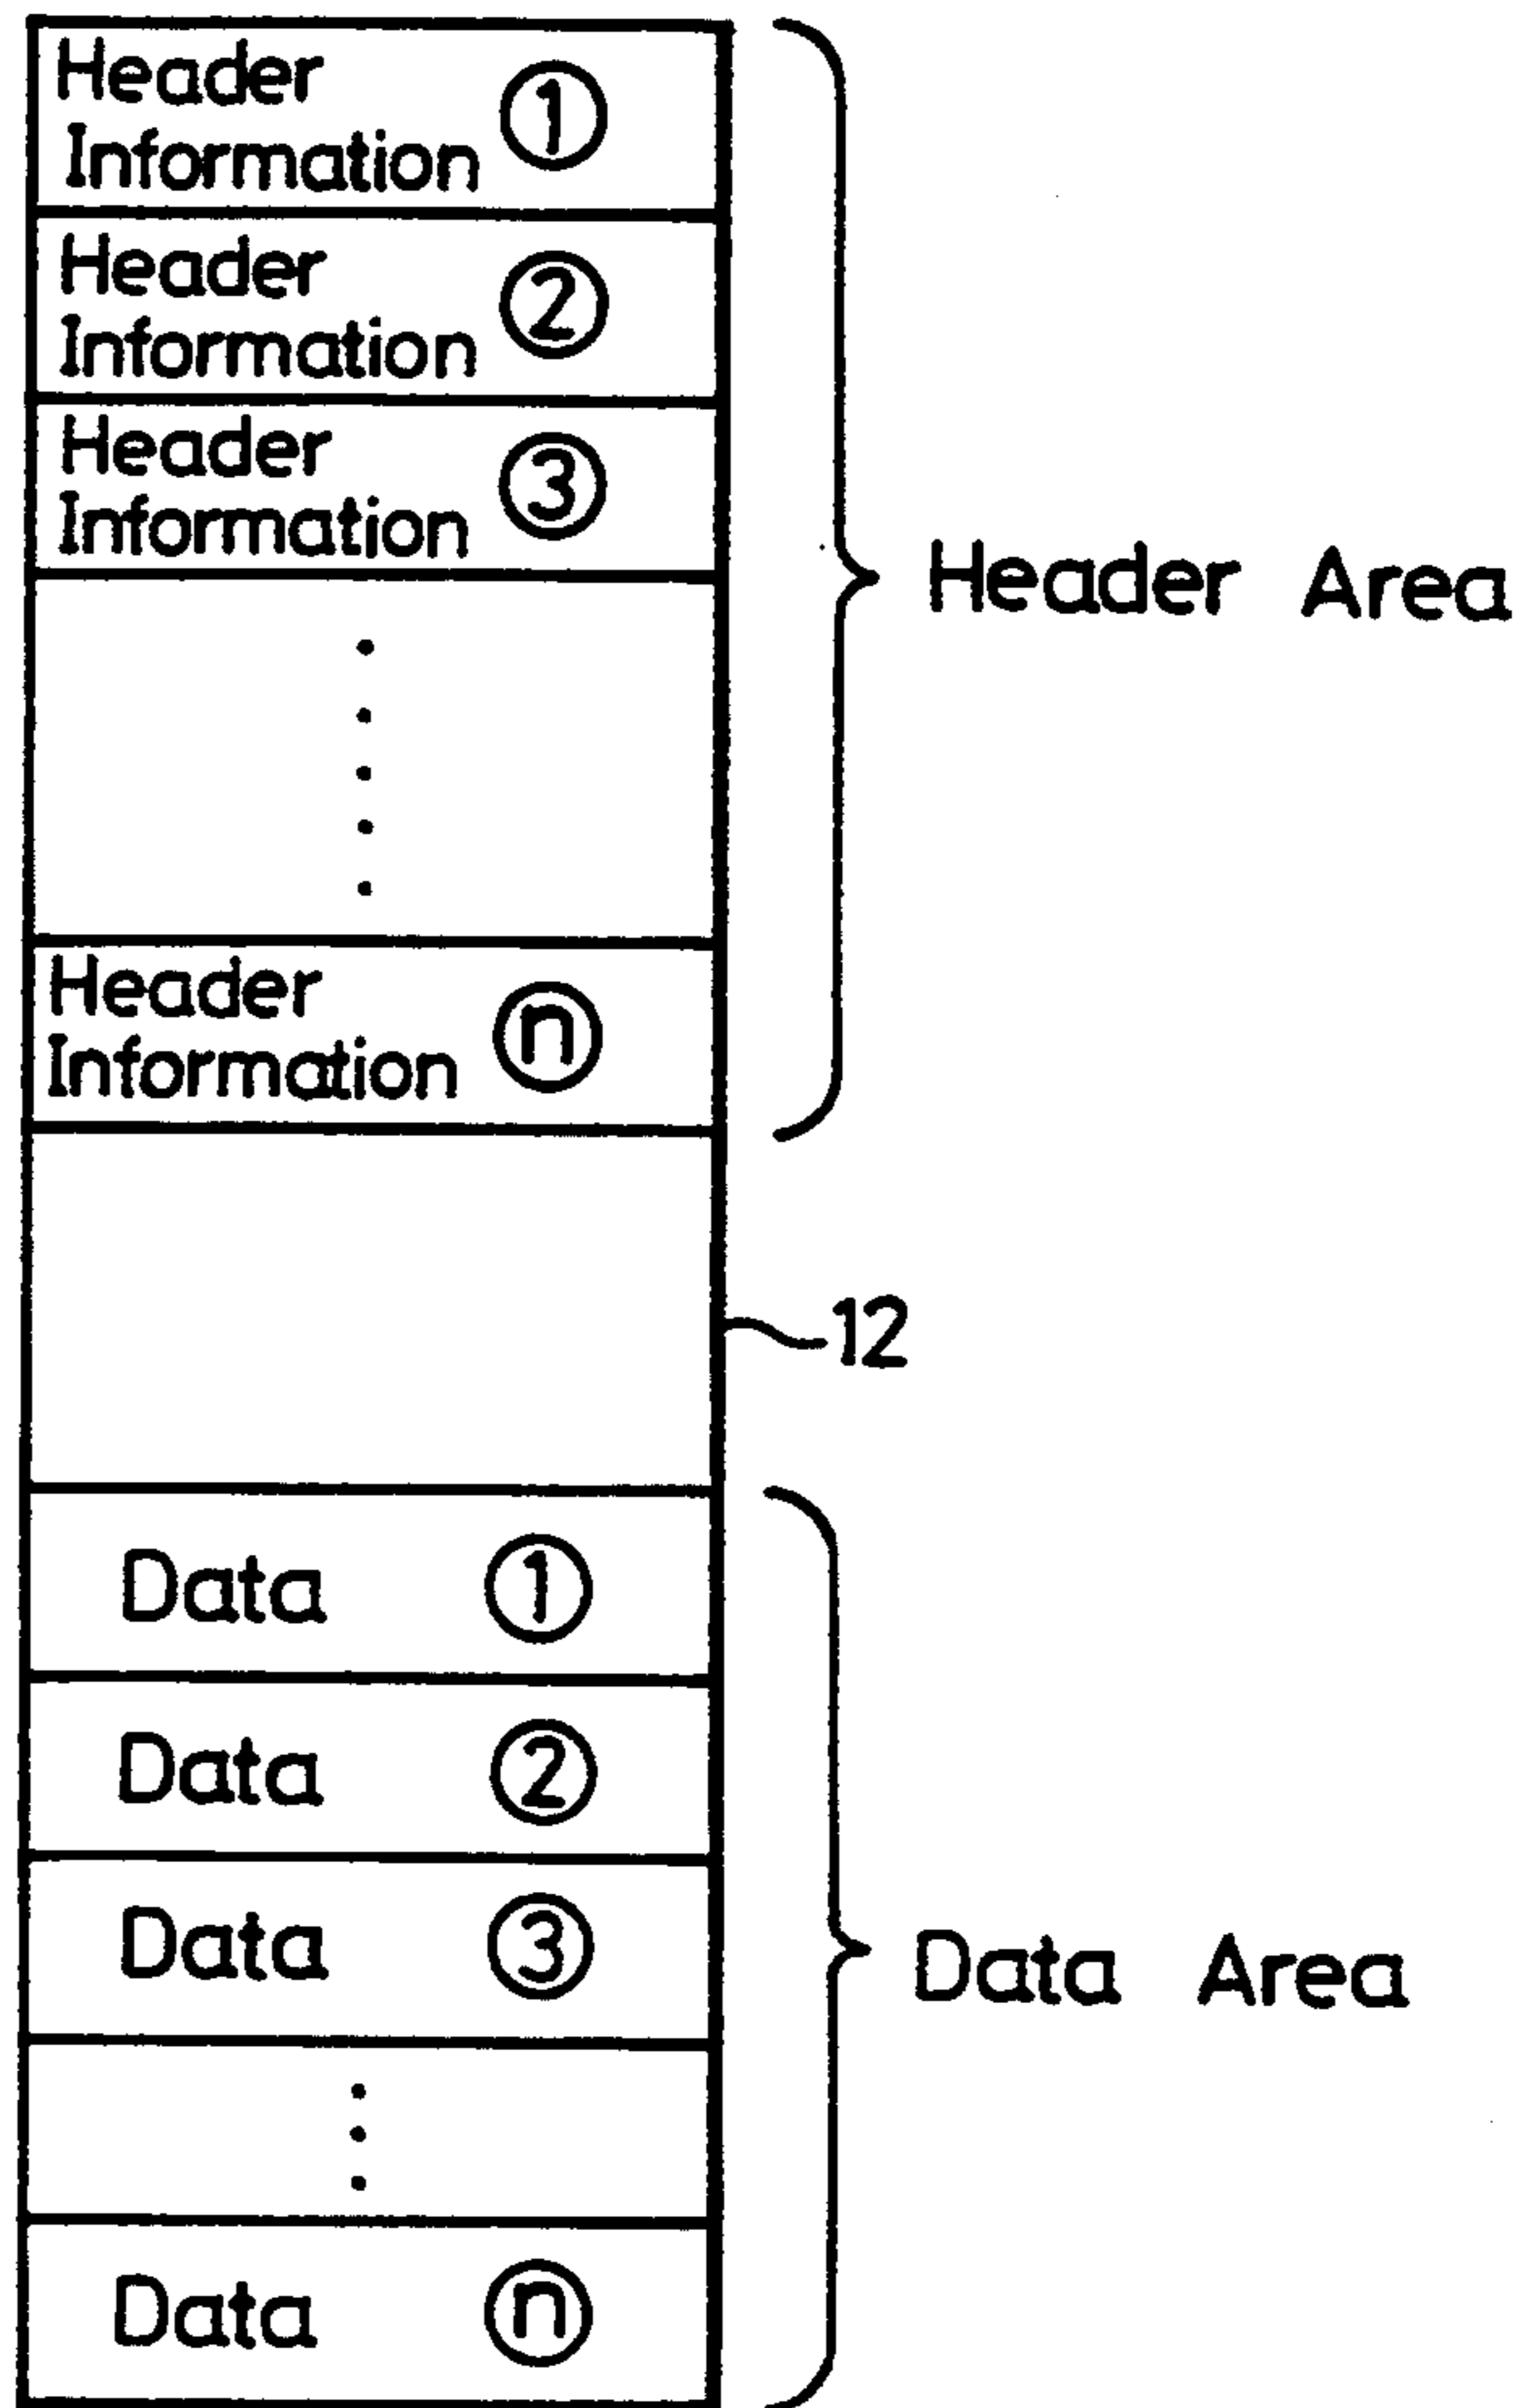 Header
Information ①
Header
Information ②
Header
Information ③
Header Area
Header
Information ⓝ
12
Data ①
Data ②
Data ③
Data Area
Data ⓝ